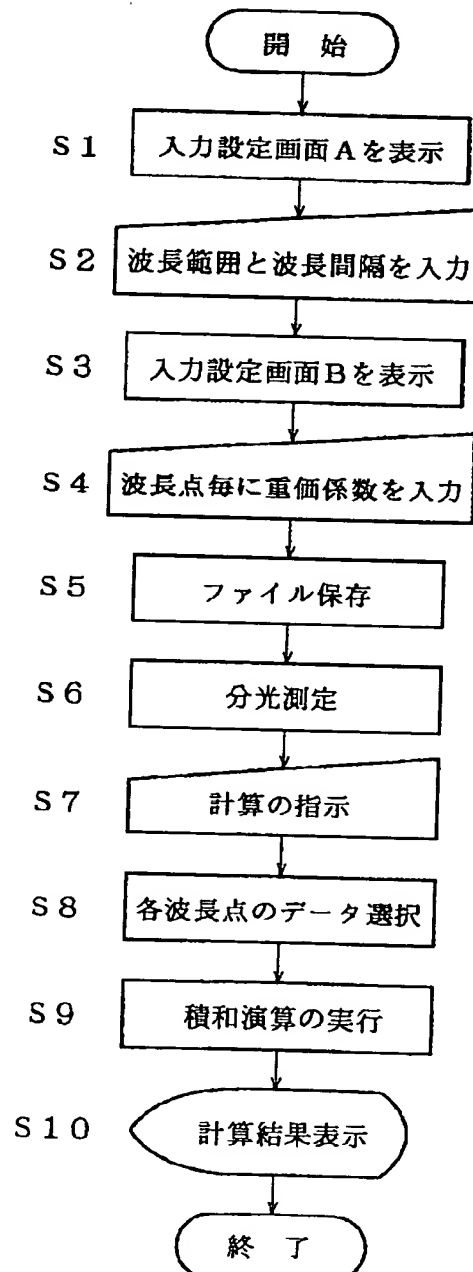 開 始
S1 入力設定画面Aを表示
S2 波長範囲と波長間隔を入力
S3 入力設定画面Bを表示
S4 波長点毎に重価係数を入力
S5 ファイル保存
S6 分光測定
S7 計算の指示
S8 各波長点のデータ選択
S9 積和演算の実行
S10 計算結果表示
終 了